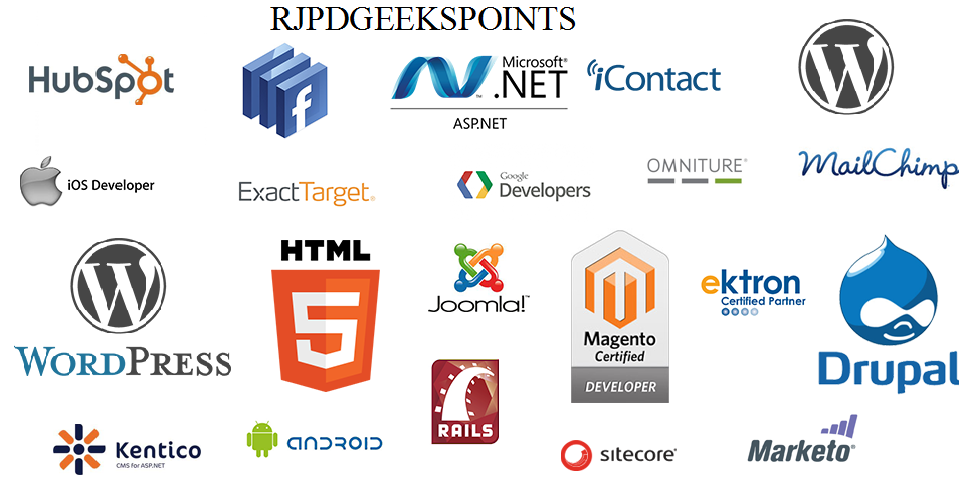 RJPDGEEKSPOINTS
HubSpot
f
Microsoft®
.NET
ASP.NET
iContact
W
iOS Developer
ExactTarget®
Google
Developers
OMNITURE®
MailChimp
W
WORDPRESS
HTML
5
Joomla!™
Magento
Certified
DEVELOPER
ektron
Certified Partner
Drupal
RAILS
Kentico
CMS for ASP.NET
ANDROID
sitecore®
Marketo®